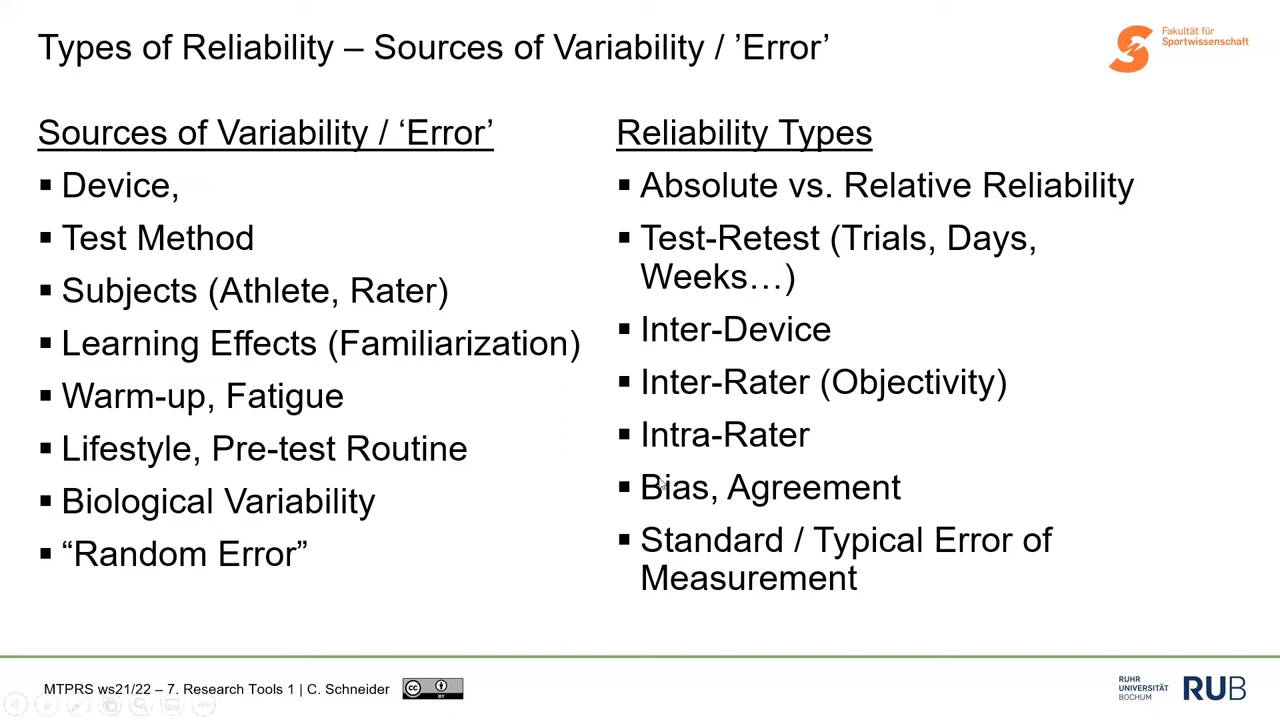 Types of Reliability – Sources of Variability / ’Error’
Fakultät für
Sportwissenschaft
Sources of Variability / ‘Error’
▪ Device,
▪ Test Method
▪ Subjects (Athlete, Rater)
▪ Learning Effects (Familiarization)
▪ Warm-up, Fatigue
▪ Lifestyle, Pre-test Routine
▪ Biological Variability
▪ “Random Error”
Reliability Types
▪ Absolute vs. Relative Reliability
▪ Test-Retest (Trials, Days,
Weeks…)
▪ Inter-Device
▪ Inter-Rater (Objectivity)
▪ Intra-Rater
▪ Bias, Agreement
▪ Standard / Typical Error of
Measurement
MTPRS ws21/22 – 7. Research Tools 1 | C. Schneider
cc
BY
RUHR
UNIVERSITÄT
BOCHUM
RUB